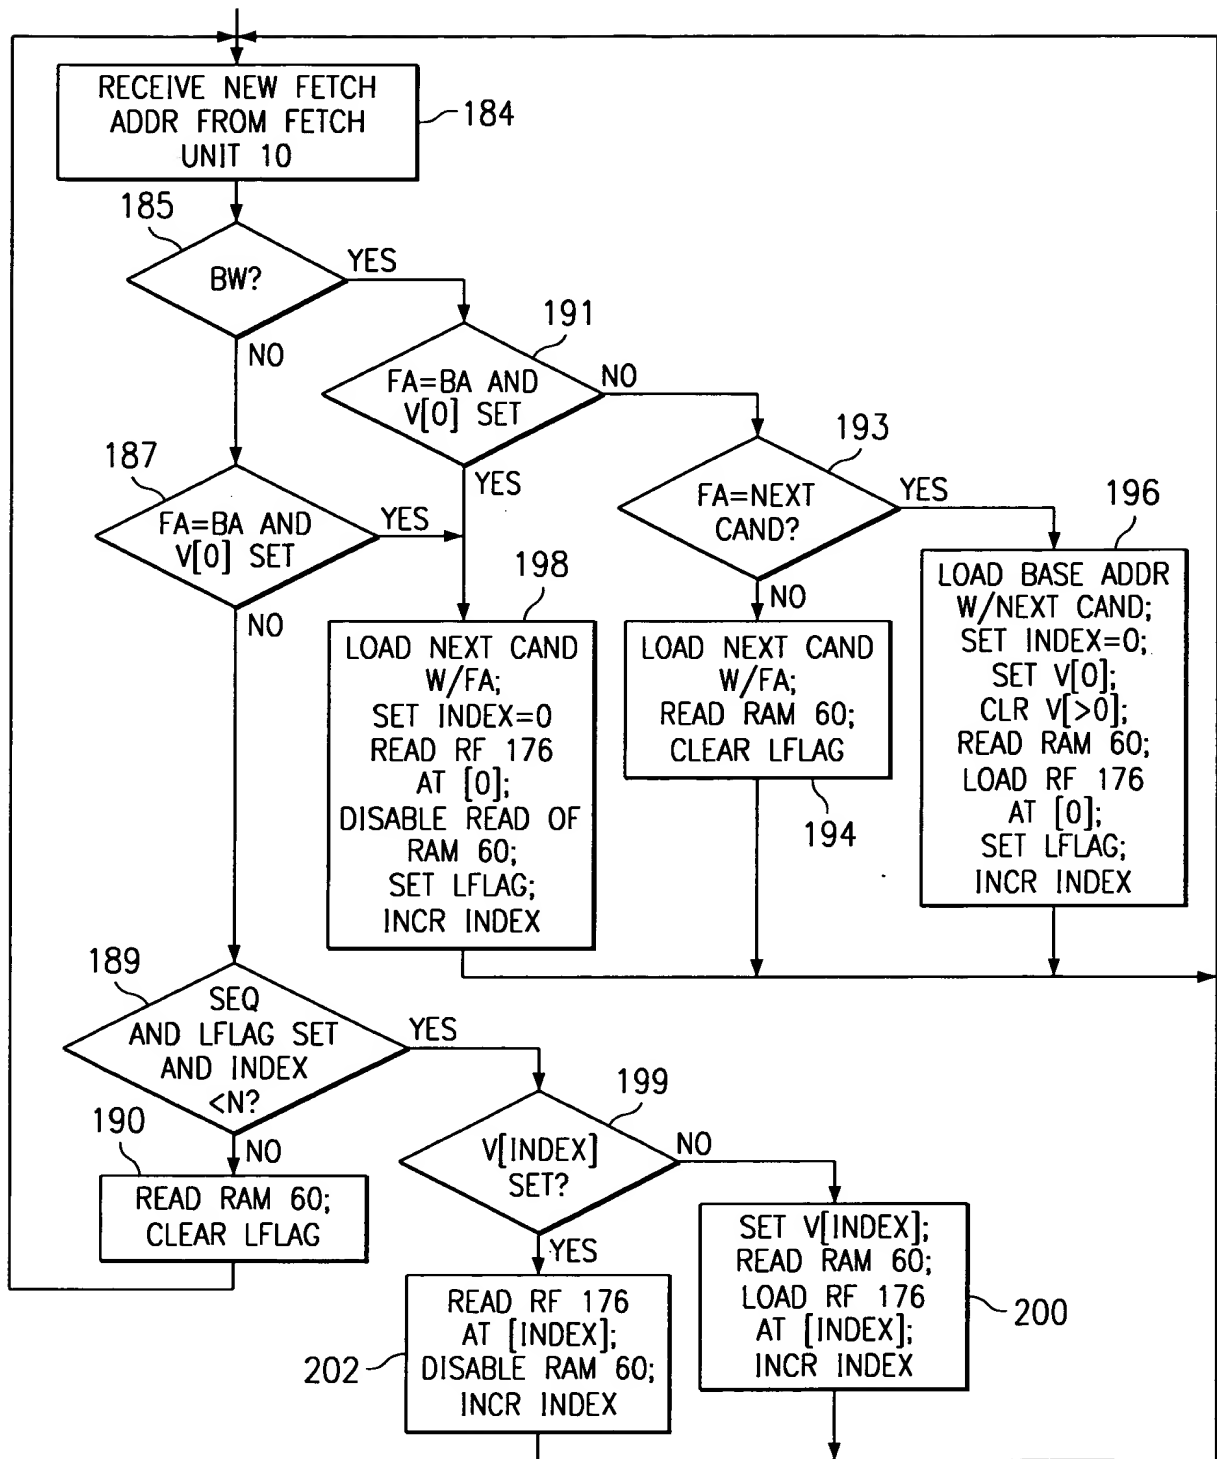 RECEIVE NEW FETCH
ADDR FROM FETCH
UNIT 10
184
185
BW?
YES
NO
191
FA=BA AND
V[0] SET
NO
YES
187
FA=BA AND
V[0] SET
YES
NO
193
FA=NEXT
CAND?
YES
NO
196
LOAD BASE ADDR
W/NEXT CAND;
SET INDEX=0;
SET V[0];
CLR V[>0];
READ RAM 60;
LOAD RF 176
AT [0];
SET LFLAG;
INCR INDEX
198
LOAD NEXT CAND
W/FA;
SET INDEX=0
READ RF 176
AT [0];
DISABLE READ OF
RAM 60;
SET LFLAG;
INCR INDEX
LOAD NEXT CAND
W/FA;
READ RAM 60;
CLEAR LFLAG
194
189
SEQ
AND LFLAG SET
AND INDEX
<N?
YES
NO
190
READ RAM 60;
CLEAR LFLAG
199
V[INDEX]
SET?
NO
YES
SET V[INDEX];
READ RAM 60;
LOAD RF 176
AT [INDEX];
INCR INDEX
200
READ RF 176
AT [INDEX];
DISABLE RAM 60;
INCR INDEX
202